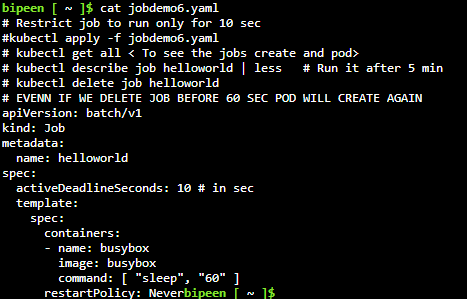 bipeen [ ~ ]$ cat jobdemo6.yaml
# Restrict job to run only for 10 sec
#kubectl apply -f jobdemo6.yaml
# kubectl get all < To see the jobs create and pod>
# kubectl describe job helloworld | less   # Run it after 5 min
# kubectl delete job helloworld
# EVENN IF WE DELETE JOB BEFORE 60 SEC POD WILL CREATE AGAIN
apiVersion: batch/v1
kind: Job
metadata:
  name: helloworld
spec:
  activeDeadlineSeconds: 10 # in sec
  template:
    spec:
      containers:
      - name: busybox
        image: busybox
        command: [ "sleep", "60" ]
      restartPolicy: Neverbipeen [ ~ ]$